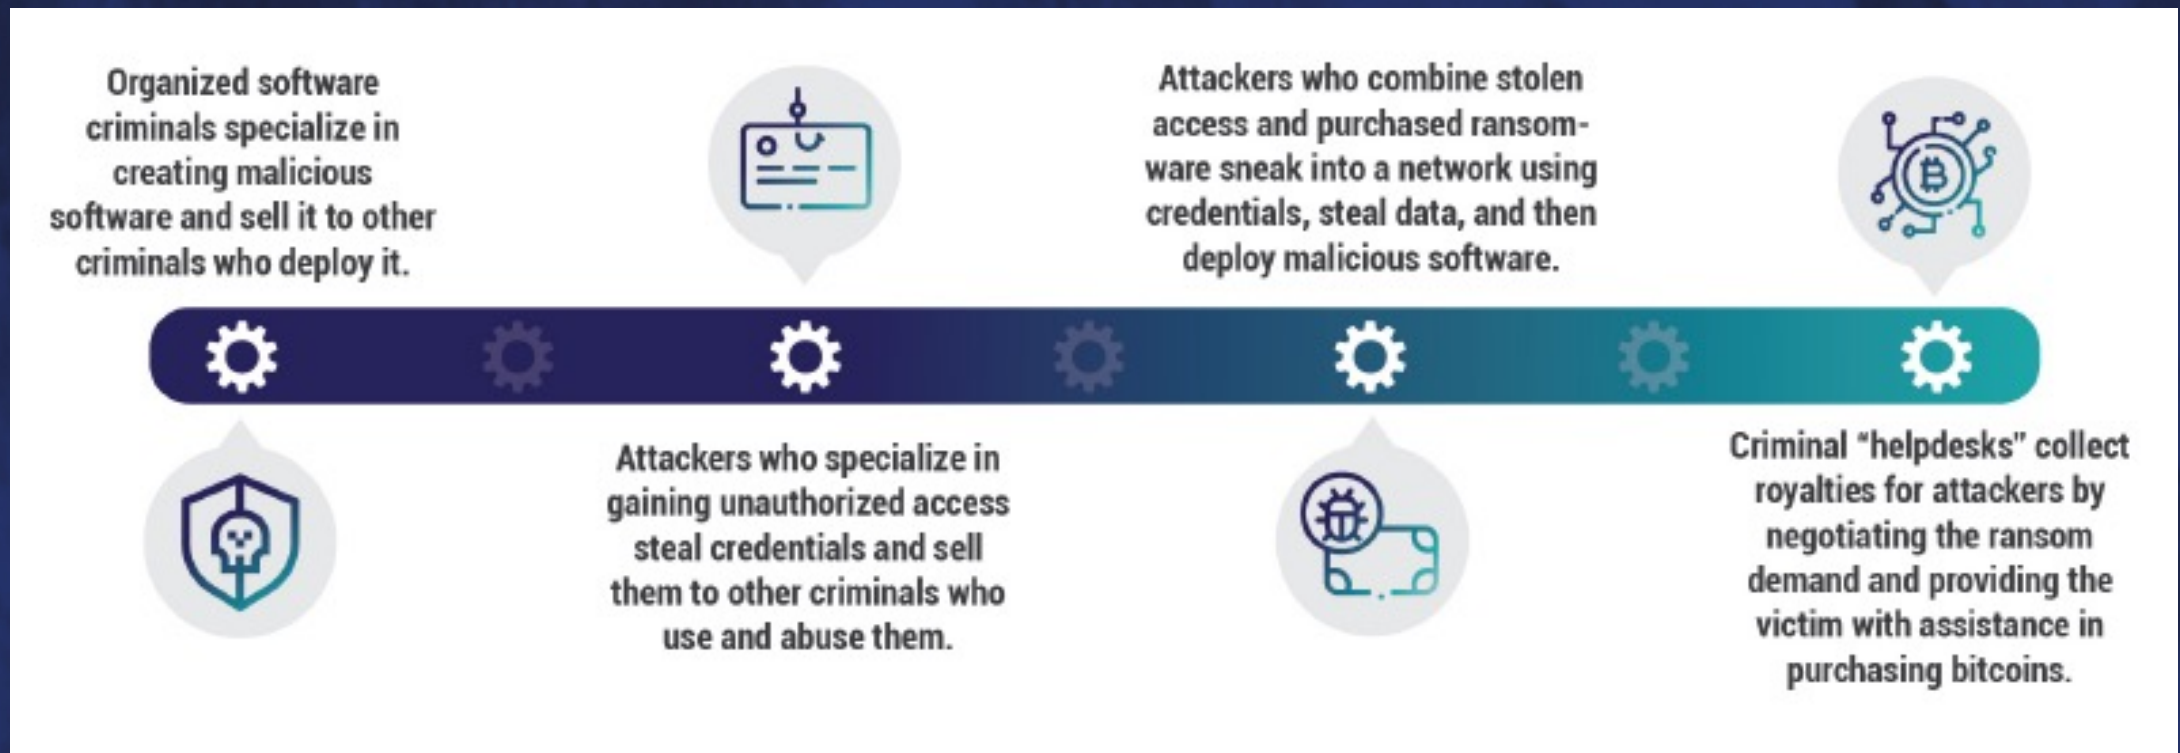 Organized software
criminals specialize in
creating malicious
software and sell it to other
criminals who deploy it.
Attackers who specialize in
gaining unauthorized access
steal credentials and sell
them to other criminals who
use and abuse them.
Attackers who combine stolen
access and purchased ransom-
ware sneak into a network using
credentials, steal data, and then
deploy malicious software.
Criminal “helpdesks” collect
royalties for attackers by
negotiating the ransom
demand and providing the
victim with assistance in
purchasing bitcoins.